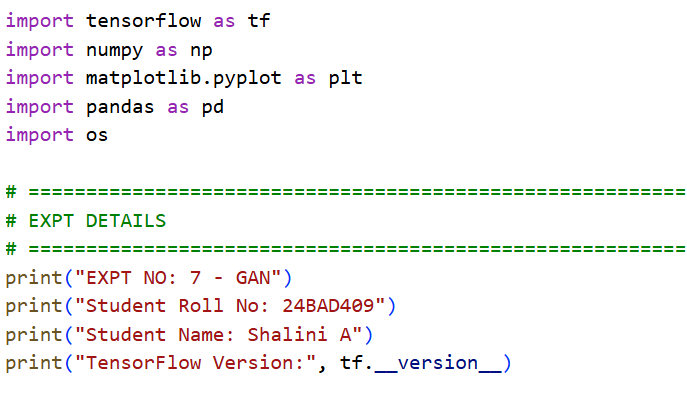 import tensorflow as tf
import numpy as np
import matplotlib.pyplot as plt
import pandas as pd
import os
# =========================================================
# EXPT DETAILS
# =========================================================
print("EXPT NO: 7 - GAN")
print("Student Roll No: 24BAD409")
print("Student Name: Shalini A")
print("TensorFlow Version:", tf.__version__)